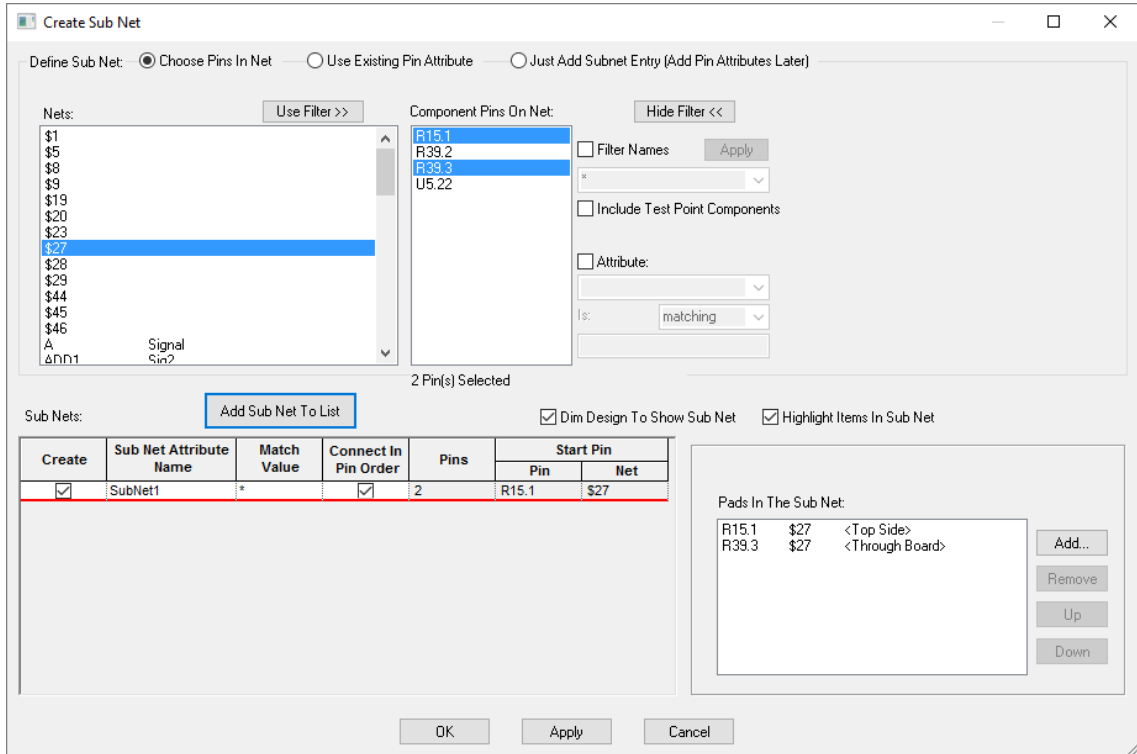 Create Sub Net
Define Sub Net: Choose Pins In Net Use Existing Pin Attribute Just Add Subnet Entry (Add Pin Attributes Later)
Nets: Use Filter >> Component Pins On Net: Hide Filter <<
$1
$5
$8
$9
$19
$20
$23
$27
$28
$29
$44
$45
$46
A Signal
ADD1 Sig2
R15.1
R39.2
R39.3
U5.22
Filter Names Apply
*
Include Test Point Components
Attribute:
Is: matching
2 Pin(s) Selected
Sub Nets: Add Sub Net To List Dim Design To Show Sub Net Highlight Items In Sub Net
Create Sub Net Attribute Name Match Value Connect In Pin Order Pins Start Pin
Pin Net
SubNet1 * 2 R15.1 $27
Pads In The Sub Net:
R15.1 $27 <Top Side>
R39.3 $27 <Through Board>
Add...
Remove
Up
Down
OK Apply Cancel